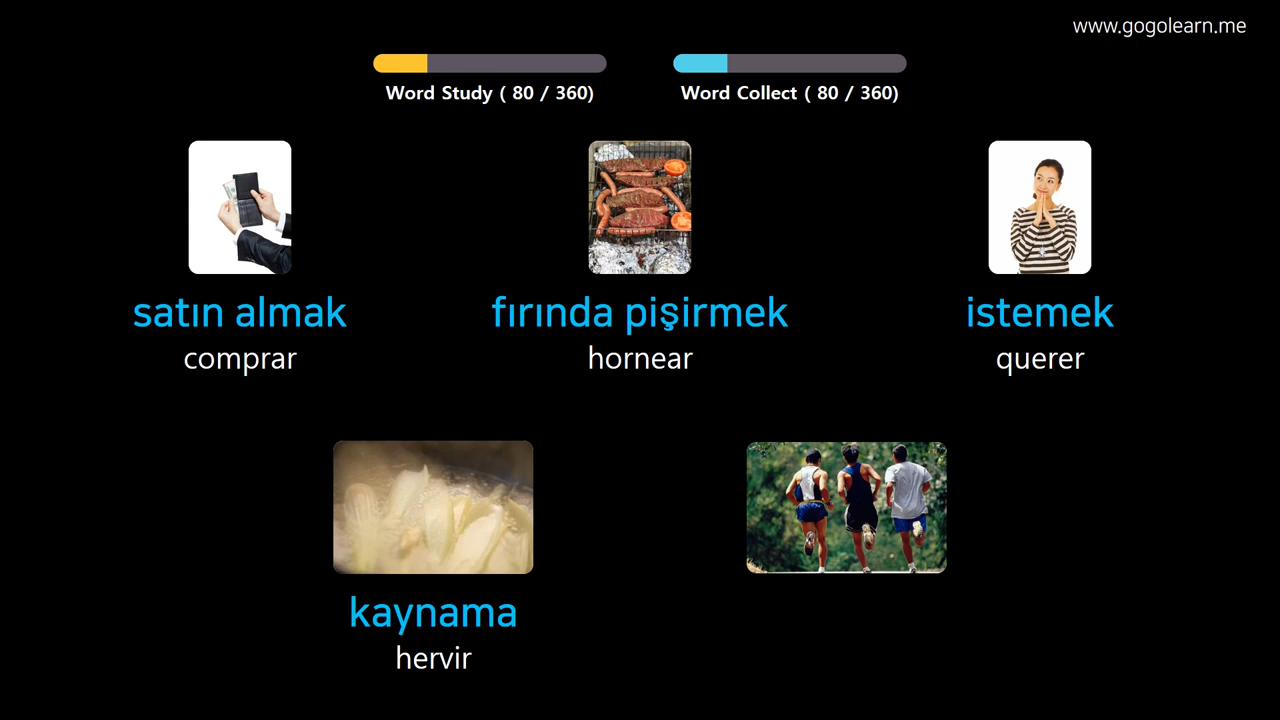 www.gogolearn.me
Word Study ( 80 / 360)
Word Collect ( 80 / 360)
satın almak
comprar
fırında pişirmek
hornear
istemek
querer
kaynama
hervir